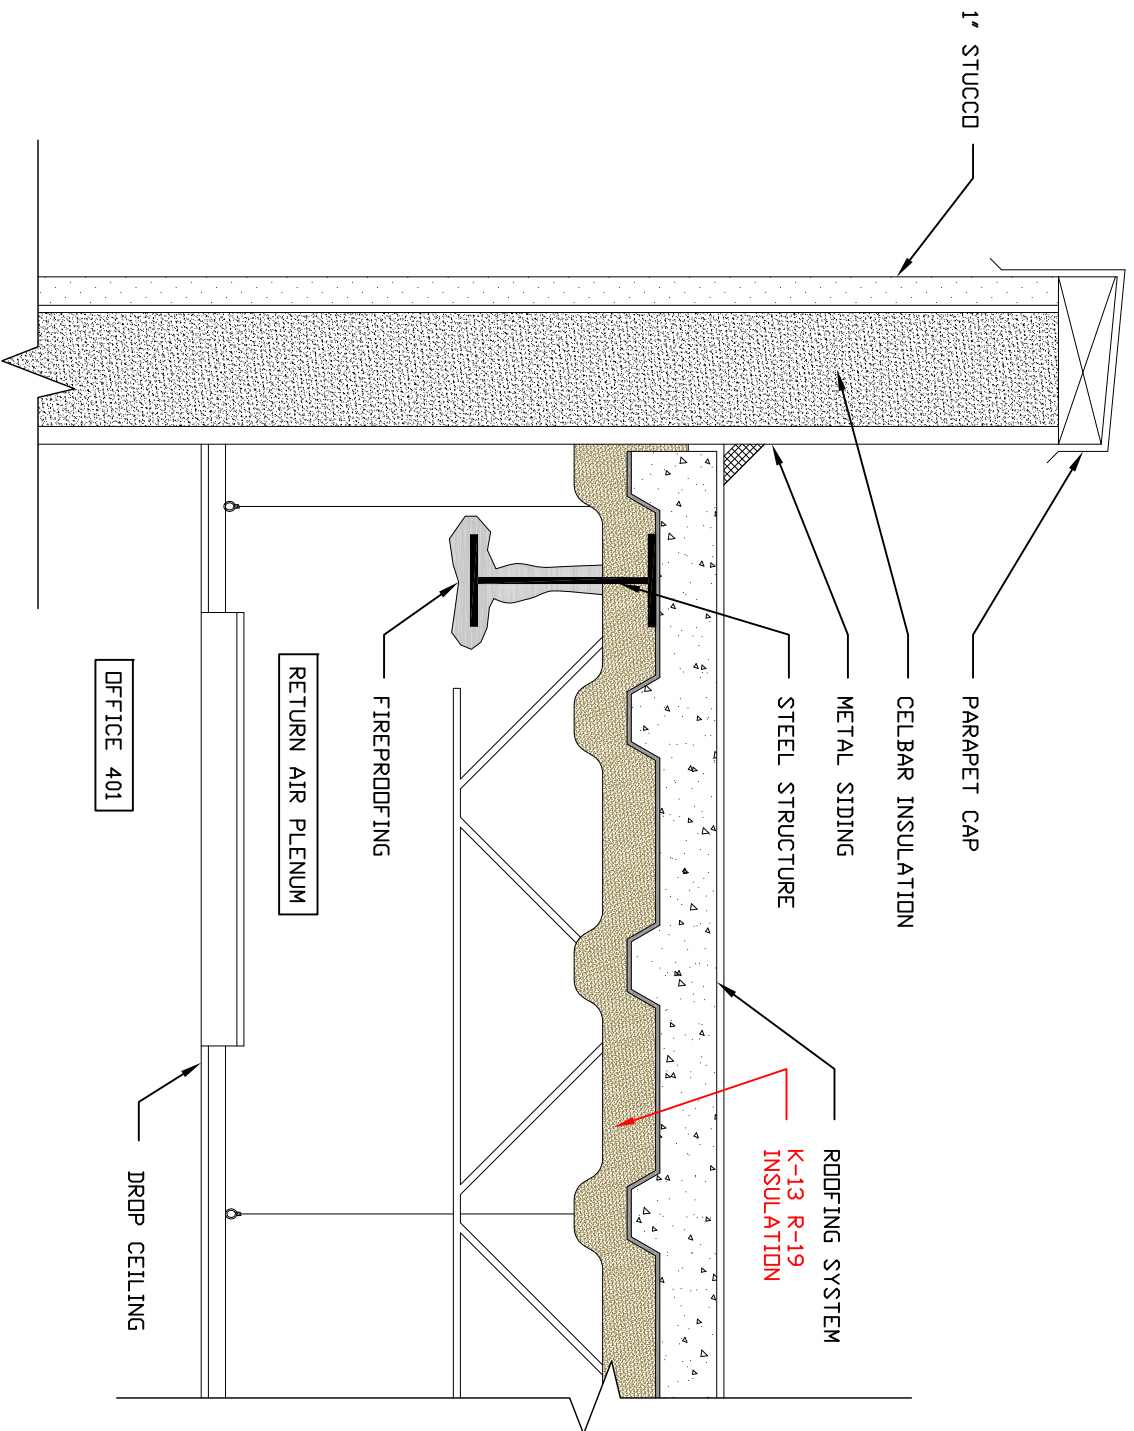 1" STUCCO
PARAPET CAP
CELBAR INSULATION
METAL SIDING
STEEL STRUCTURE
ROOFING SYSTEM
K-13 R-19
INSULATION
FIREPROOFING
RETURN AIR PLENUM
DROP CEILING
OFFICE 401